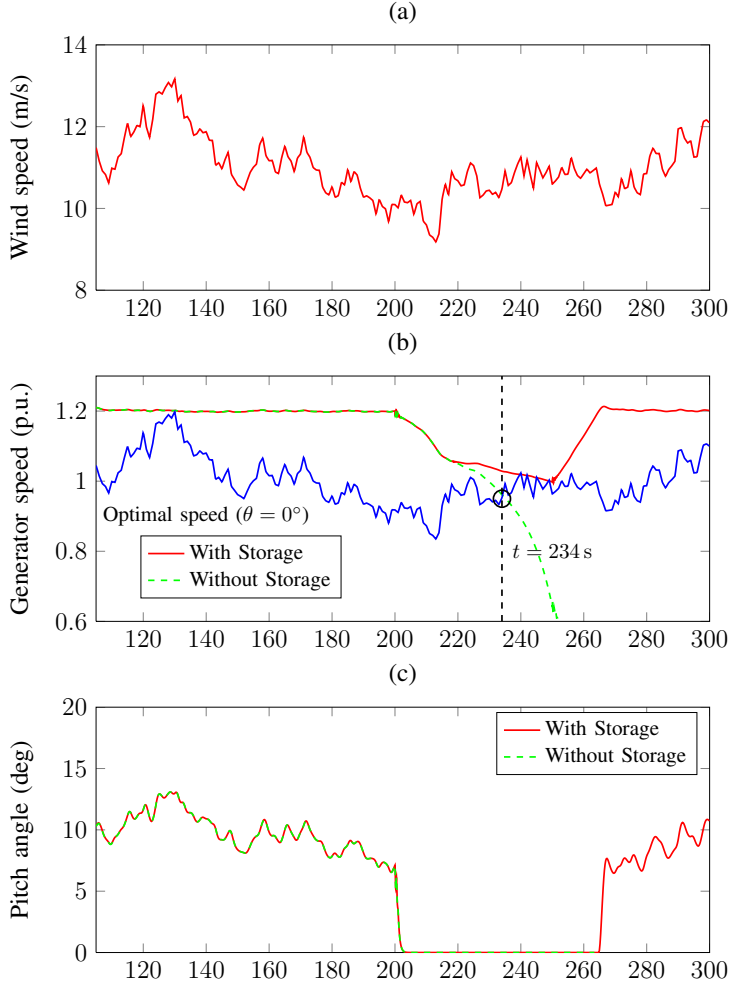 (a)
Wind speed (m/s)
14
12
10
8
120 140 160 180 200 220 240 260 280 300
(b)
Generator speed (p.u.)
1.2
1
0.8
0.6
Optimal speed (θ = 0°)
With Storage
Without Storage
t = 234 s
120 140 160 180 200 220 240 260 280 300
(c)
Pitch angle (deg)
20
15
10
5
0
With Storage
Without Storage
120 140 160 180 200 220 240 260 280 300